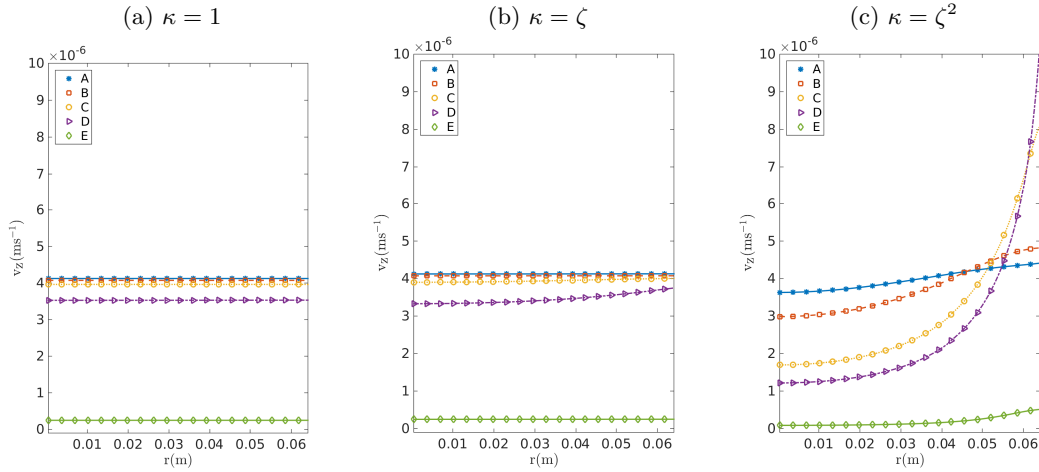 (a) κ = 1
×10⁻⁶
10
9
8
7
6
5
4
3
2
1
0
v_z(ms⁻¹)
A
B
C
D
E
0.01 0.02 0.03 0.04 0.05 0.06
r(m)
(b) κ = ζ
×10⁻⁶
10
9
8
7
6
5
4
3
2
1
0
v_z(ms⁻¹)
A
B
C
D
E
0.01 0.02 0.03 0.04 0.05 0.06
r(m)
(c) κ = ζ²
×10⁻⁶
10
9
8
7
6
5
4
3
2
1
0
v_z(ms⁻¹)
A
B
C
D
E
0.01 0.02 0.03 0.04 0.05 0.06
r(m)